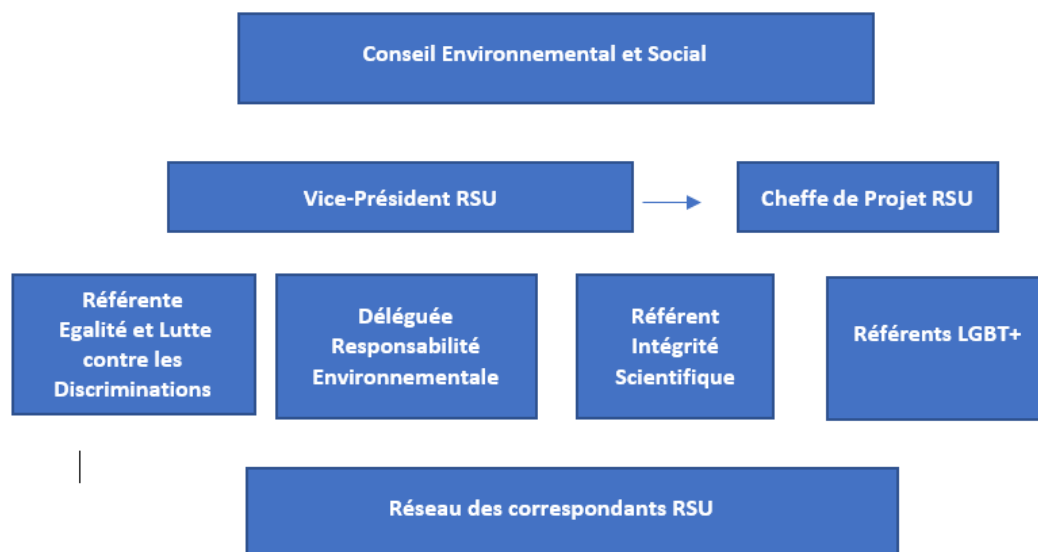 Conseil Environnemental et Social
Vice-Président RSU
Cheffe de Projet RSU
Référente
Egalité et Lutte
contre les
Discriminations
Déléguée
Responsabilité
Environnementale
Référent
Intégrité
Scientifique
Référents LGBT+
Réseau des correspondants RSU